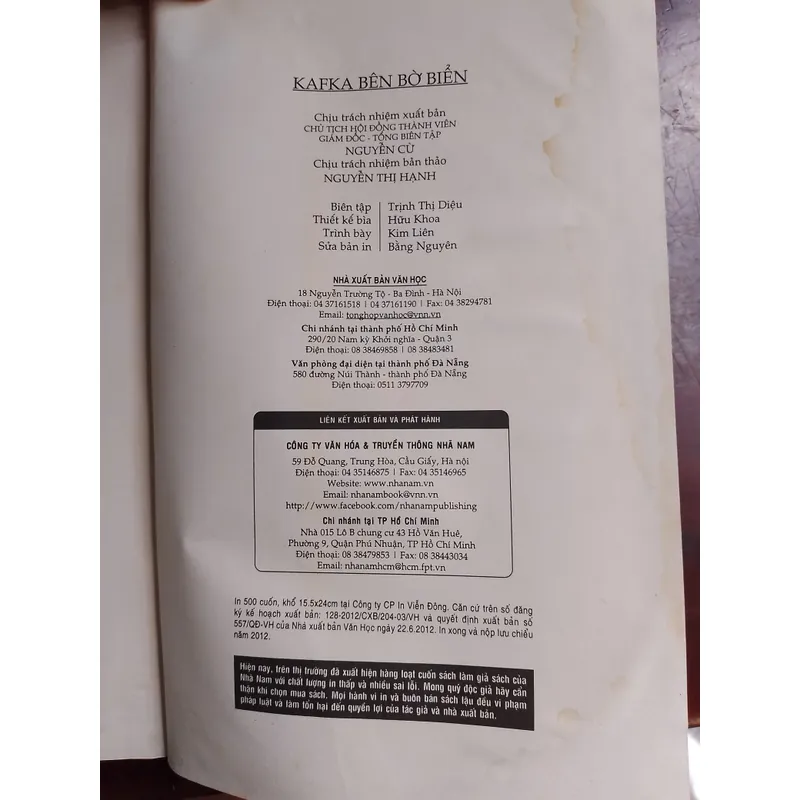 KAFKA BÊN BỜ BIỂN
Chịu trách nhiệm xuất bản
CHỦ TỊCH HỘI ĐỒNG THÀNH VIÊN
GIÁM ĐỐC - TỔNG BIÊN TẬP
NGUYỄN CỪ
Chịu trách nhiệm bản thảo
NGUYỄN THỊ HẠNH
Biên tập | Trịnh Thị Diệu
Thiết kế bìa | Hữu Khoa
Trình bày | Kim Liên
Sửa bản in | Bằng Nguyên
NHÀ XUẤT BẢN VĂN HỌC
18 Nguyễn Trường Tộ - Ba Đình - Hà Nội
Điện thoại: 04 37161518 | 04 37161190 | Fax: 04 38294781
Email: tonghopvanhoc@vnn.vn
Chi nhánh tại thành phố Hồ Chí Minh
290/20 Nam kỳ Khởi nghĩa - Quận 3
Điện thoại: 08 38469858 | 08 38483481
Văn phòng đại diện tại thành phố Đà Nẵng
580 đường Núi Thành - thành phố Đà Nẵng
Điện thoại: 0511 3797709
LIÊN KẾT XUẤT BẢN VÀ PHÁT HÀNH
CÔNG TY VĂN HÓA & TRUYỀN THÔNG NHÃ NAM
59 Đỗ Quang, Trung Hòa, Cầu Giấy, Hà nội
Điện thoại: 04 35146875 | Fax: 04 35146965
Website: www.nhanam.vn
Email: nhanambook@vnn.vn
http://www.facebook.com/nhanampublishing
Chi nhánh tại TP Hồ Chí Minh
Nhà 015 Lô B chung cư 43 Hồ Văn Huê,
Phường 9, Quận Phú Nhuận, TP Hồ Chí Minh
Điện thoại: 08 38479853 | Fax: 08 38443034
Email: nhanamhcm@hcm.fpt.vn
In 500 cuốn, khổ 15.5x24cm tại Công ty CP In Viễn Đông. Căn cứ trên số đăng
ký kế hoạch xuất bản: 128-2012/CXB/204-03/VH và quyết định xuất bản số
557/QĐ-VH của Nhà xuất bản Văn Học ngày 22.6.2012. In xong và nộp lưu chiểu
năm 2012.
Hiện nay, trên thị trường đã xuất hiện hàng loạt cuốn sách làm giả sách của
Nhã Nam với chất lượng in thấp và nhiều sai lỗi. Mong quý độc giả hãy cẩn
thận khi chọn mua sách. Mọi hành vi in và buôn bán sách lậu đều vi phạm
pháp luật và làm tổn hại đến quyền lợi của tác giả và nhà xuất bản.